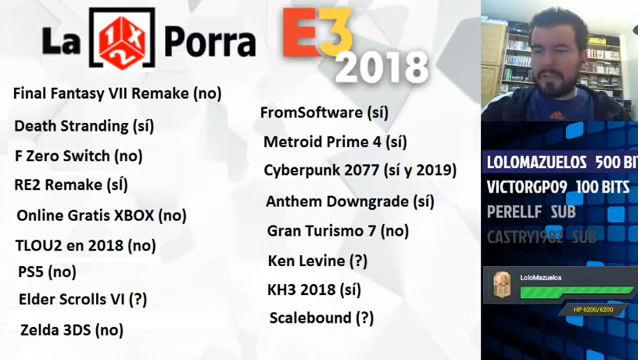 La 1X2 Porra E3 2018
Final Fantasy VII Remake (no)
Death Stranding (sí)
F Zero Switch (no)
RE2 Remake (sÍ)
Online Gratis XBOX (no)
TLOU2 en 2018 (no)
PS5 (no)
Elder Scrolls VI (?)
Zelda 3DS (no)
FromSoftware (sí)
Metroid Prime 4 (sí)
Cyberpunk 2077 (sí y 2019)
Anthem Downgrade (sí)
Gran Turismo 7 (no)
Ken Levine (?)
KH3 2018 (sí)
Scalebound (?)
LOLOMAZUELOS 500 BIT
VICTORGP09 100 BITS
PERELLF SUB
CASTRY1982 SUB
LoloMazuelos
HP 6200/6200